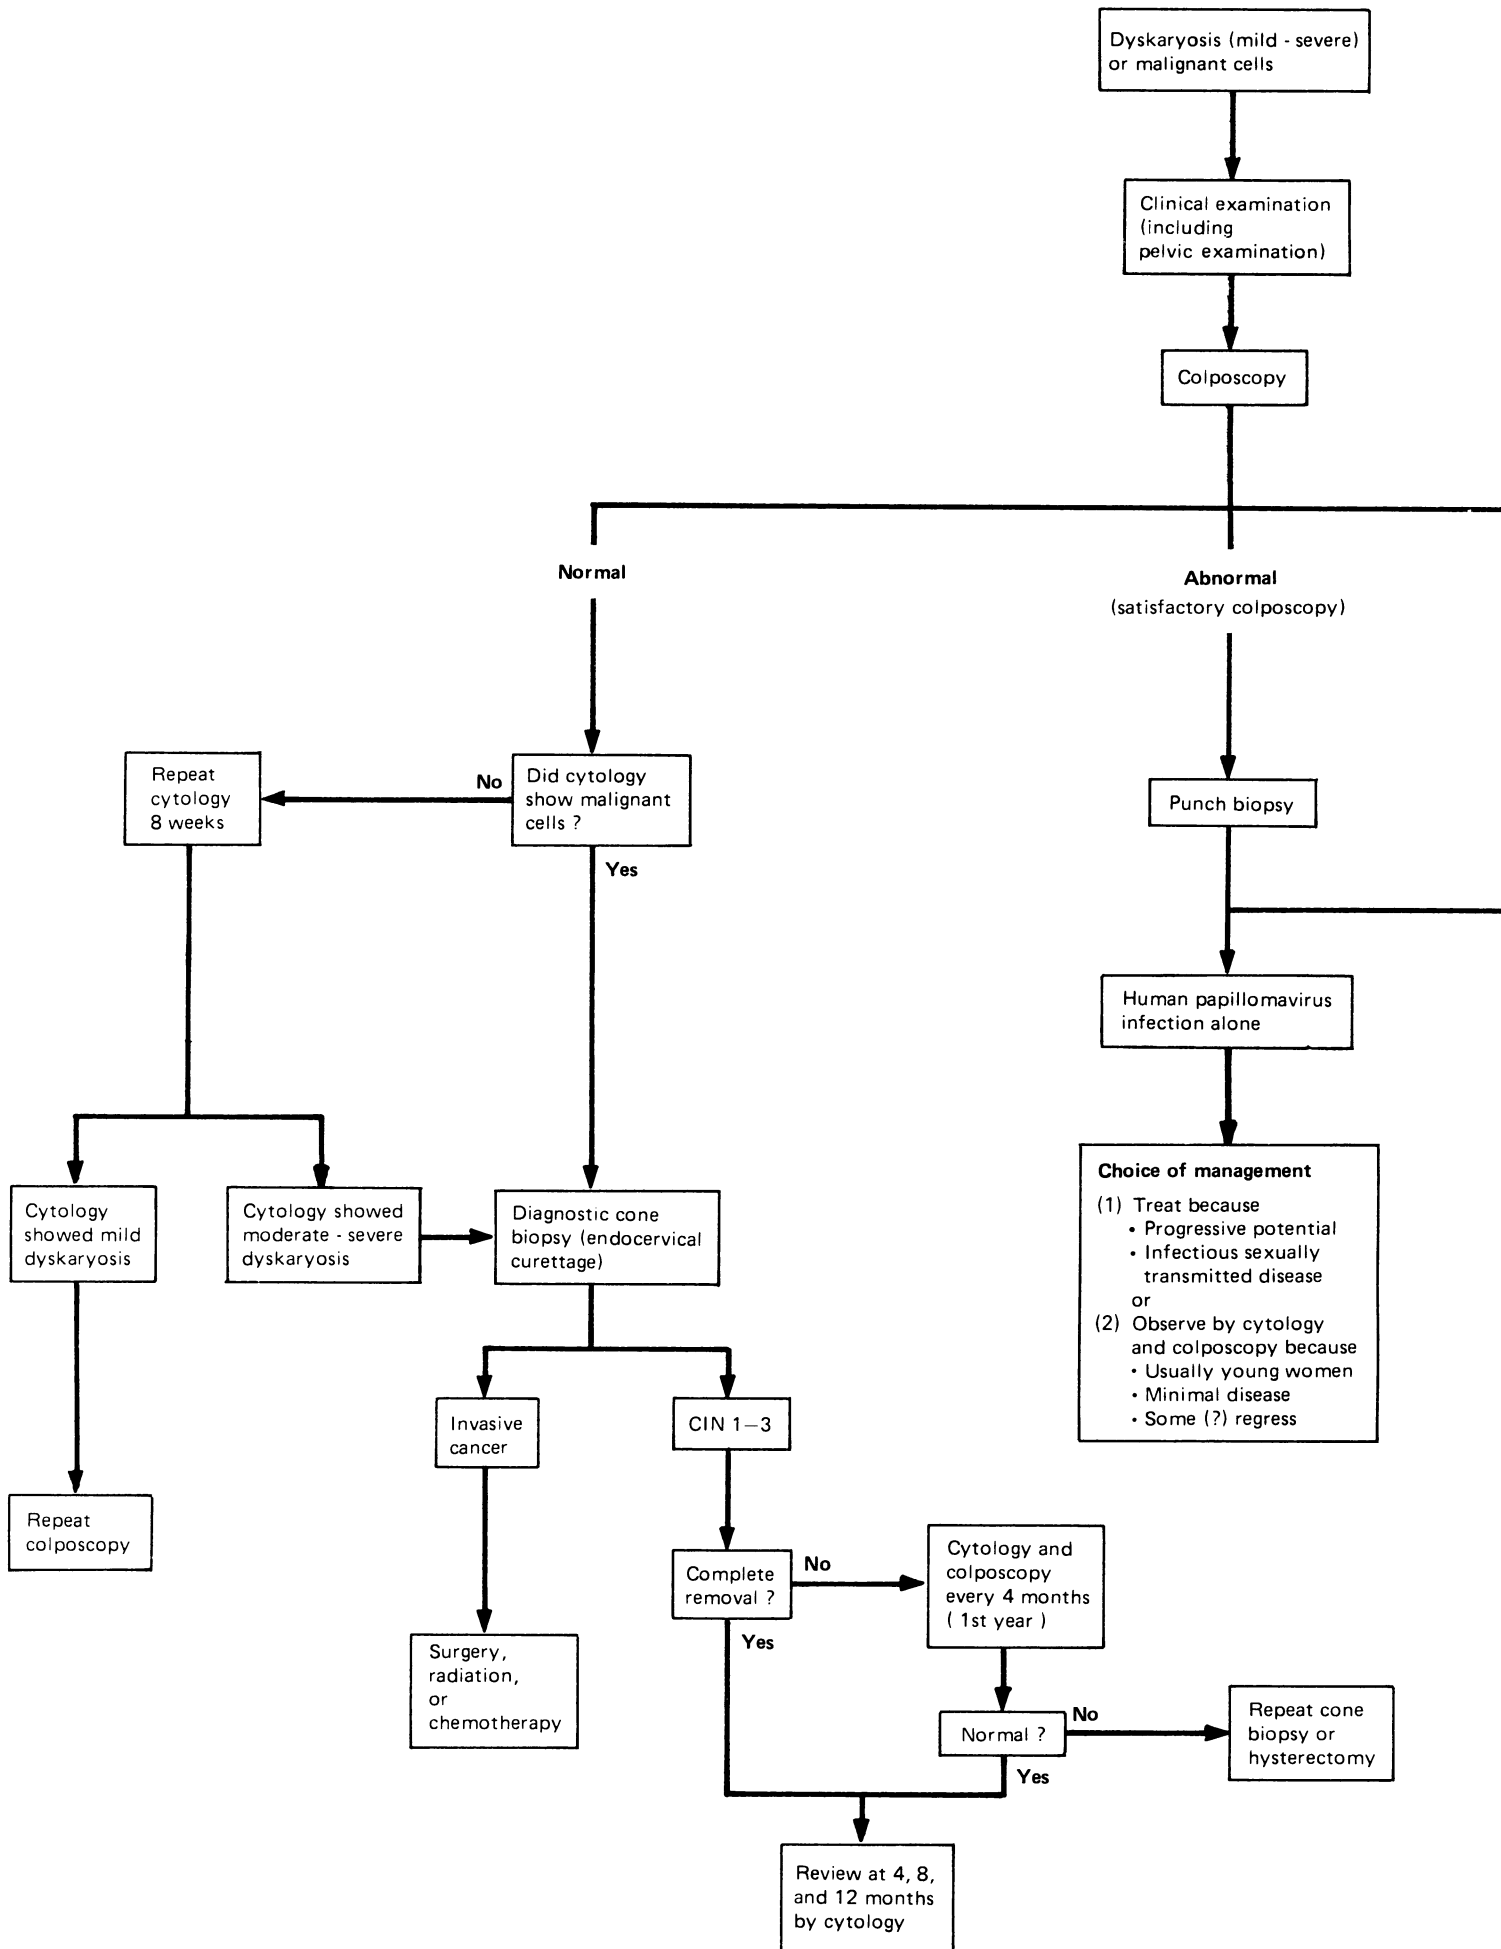 Dyskaryosis (mild - severe)
or malignant cells
Clinical examination
(including
pelvic examination)
Colposcopy
Normal
Abnormal
(satisfactory colposcopy)
Repeat
cytology
8 weeks
No
Did cytology
show malignant
cells ?
Yes
Punch biopsy
Human papillomavirus
infection alone
Choice of management
(1) Treat because
• Progressive potential
• Infectious sexually
transmitted disease
or
(2) Observe by cytology
and colposcopy because
• Usually young women
• Minimal disease
• Some (?) regress
Cytology
showed mild
dyskaryosis
Cytology showed
moderate - severe
dyskaryosis
Diagnostic cone
biopsy (endocervical
curettage)
Invasive
cancer
CIN 1–3
Repeat
colposcopy
Complete
removal ?
No
Yes
Cytology and
colposcopy
every 4 months
( 1st year )
Surgery,
radiation,
or
chemotherapy
Normal ?
No
Yes
Repeat cone
biopsy or
hysterectomy
Review at 4, 8,
and 12 months
by cytology